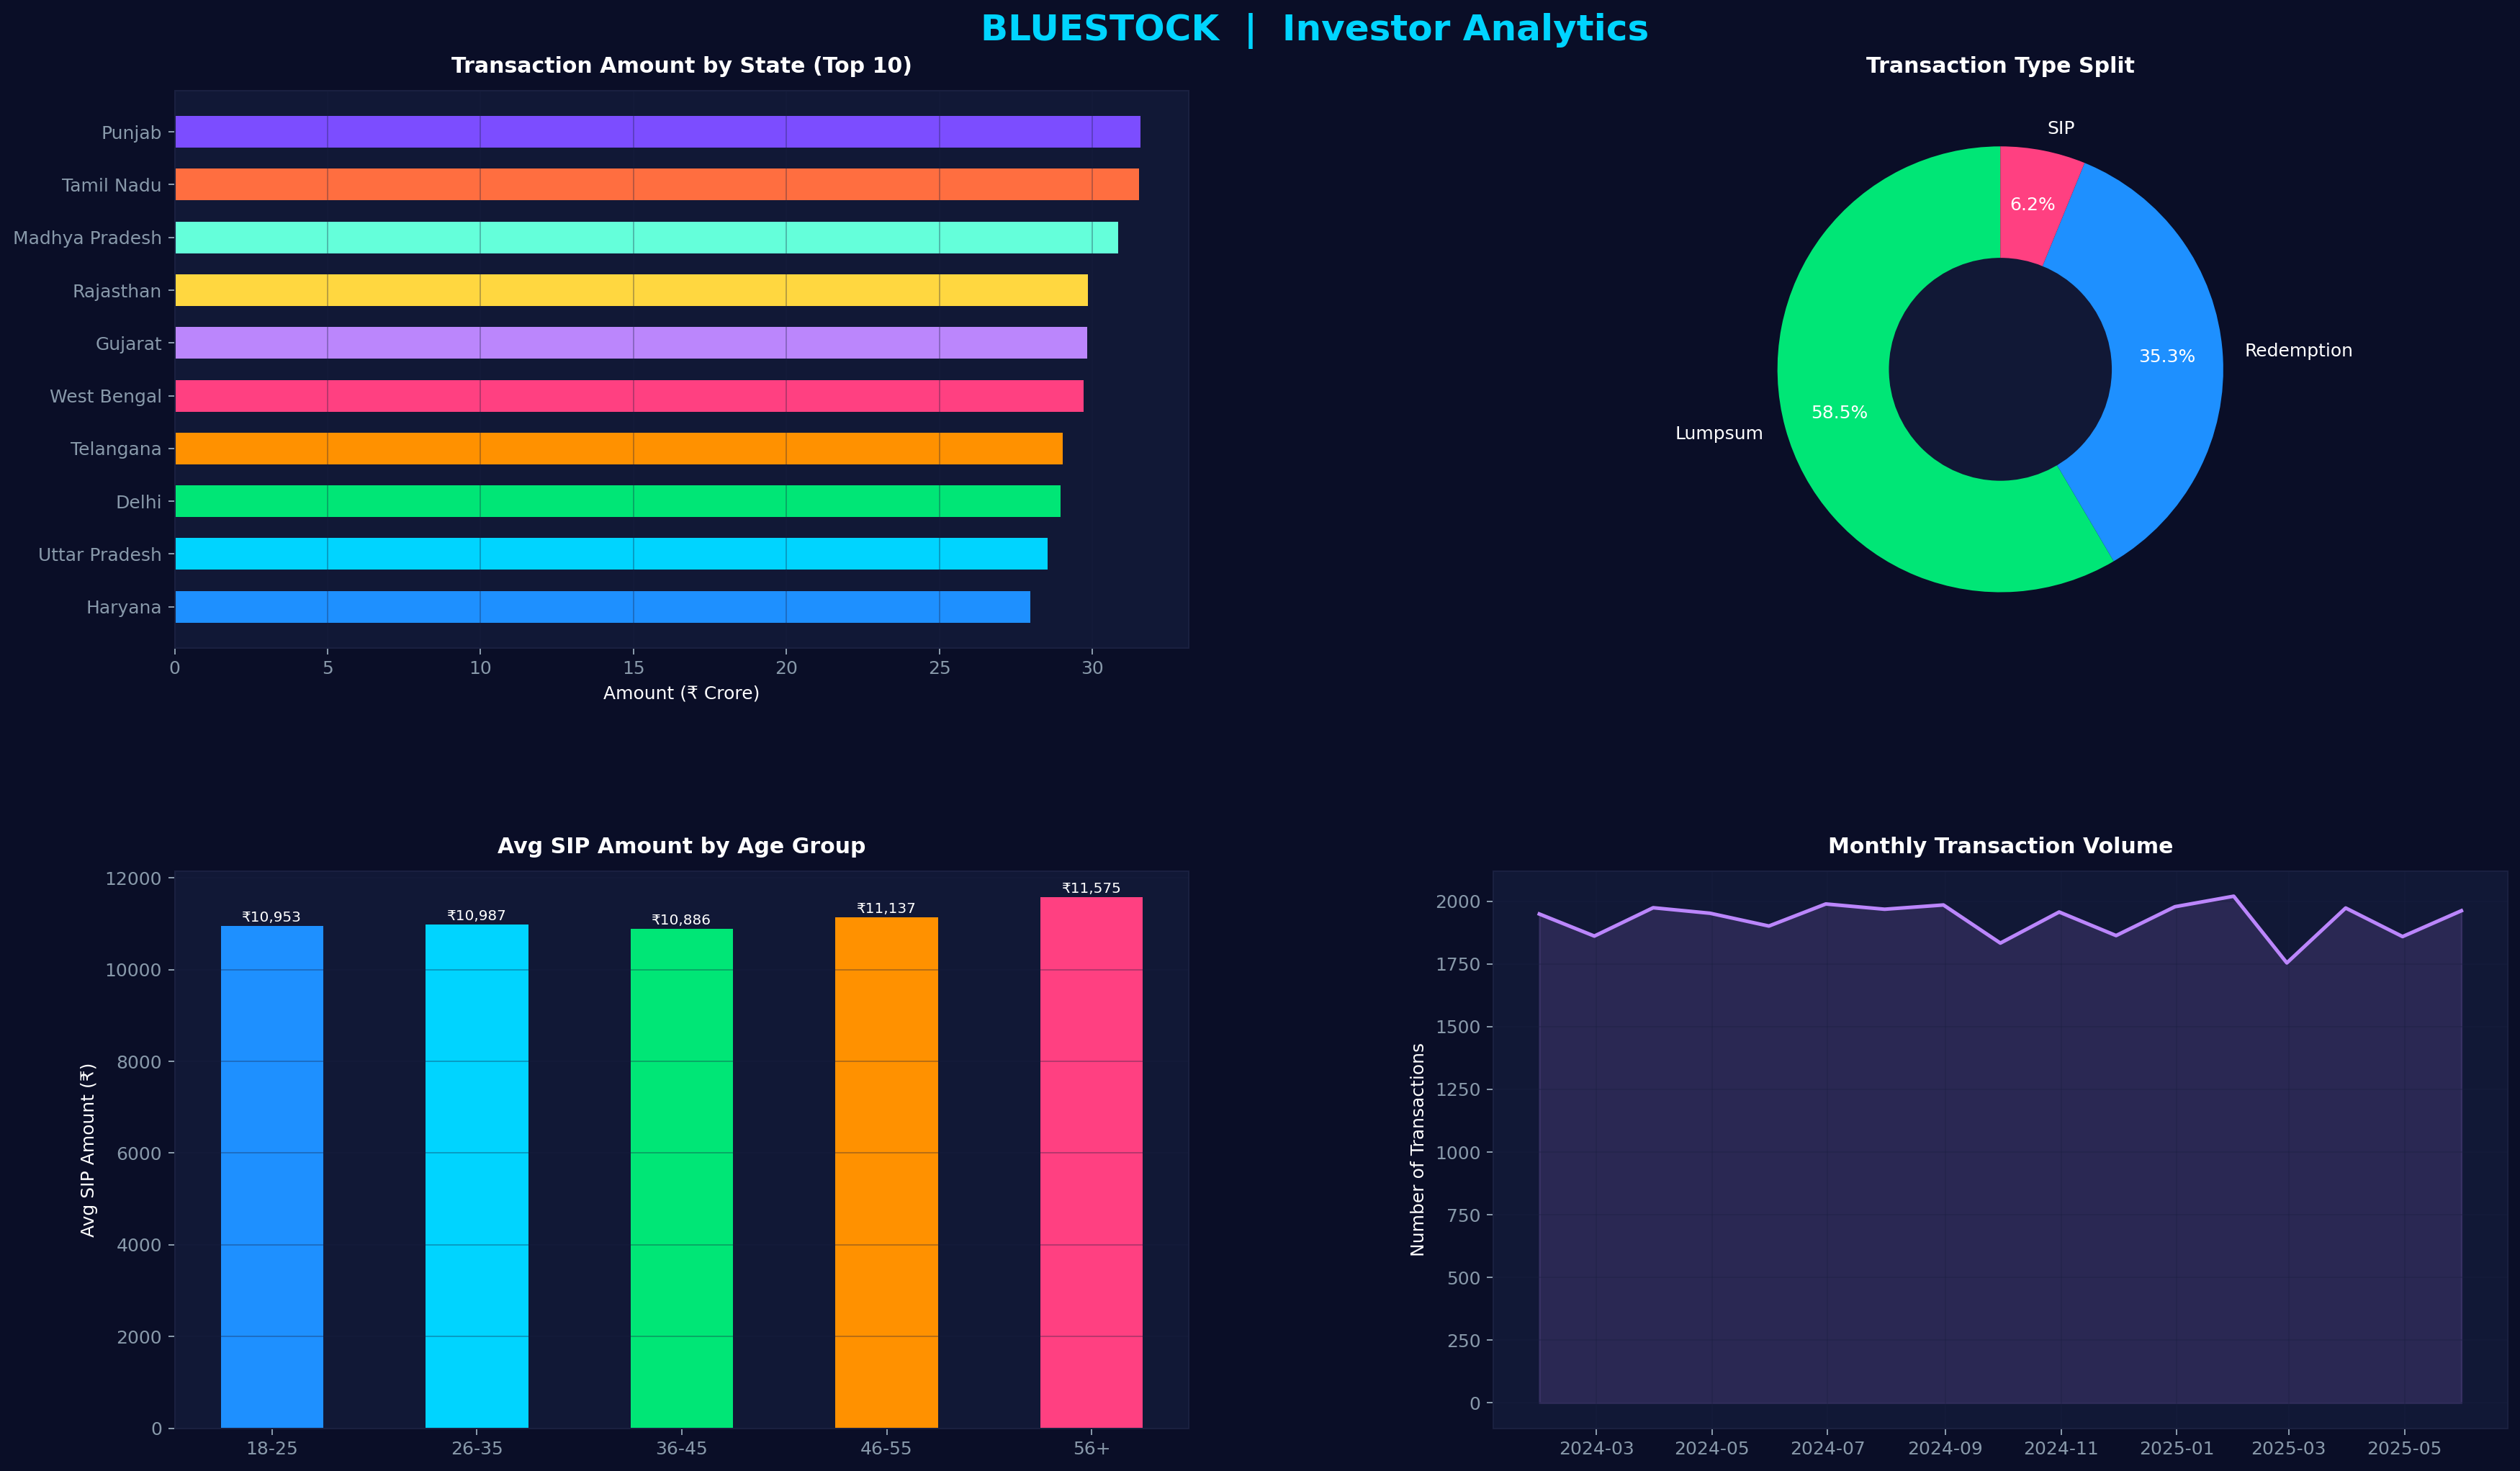 BLUESTOCK | Investor Analytics
Transaction Amount by State (Top 10)
Punjab
Tamil Nadu
Madhya Pradesh
Rajasthan
Gujarat
West Bengal
Telangana
Delhi
Uttar Pradesh
Haryana
0 5 10 15 20 25 30
Amount (₹ Crore)
Transaction Type Split
SIP
6.2%
35.3%
Redemption
58.5%
Lumpsum
Avg SIP Amount by Age Group
Avg SIP Amount (₹)
12000
10000
8000
6000
4000
2000
0
₹10,953
₹10,987
₹10,886
₹11,137
₹11,575
18-25 26-35 36-45 46-55 56+
Monthly Transaction Volume
Number of Transactions
2000
1750
1500
1250
1000
750
500
250
0
2024-03 2024-05 2024-07 2024-09 2024-11 2025-01 2025-03 2025-05